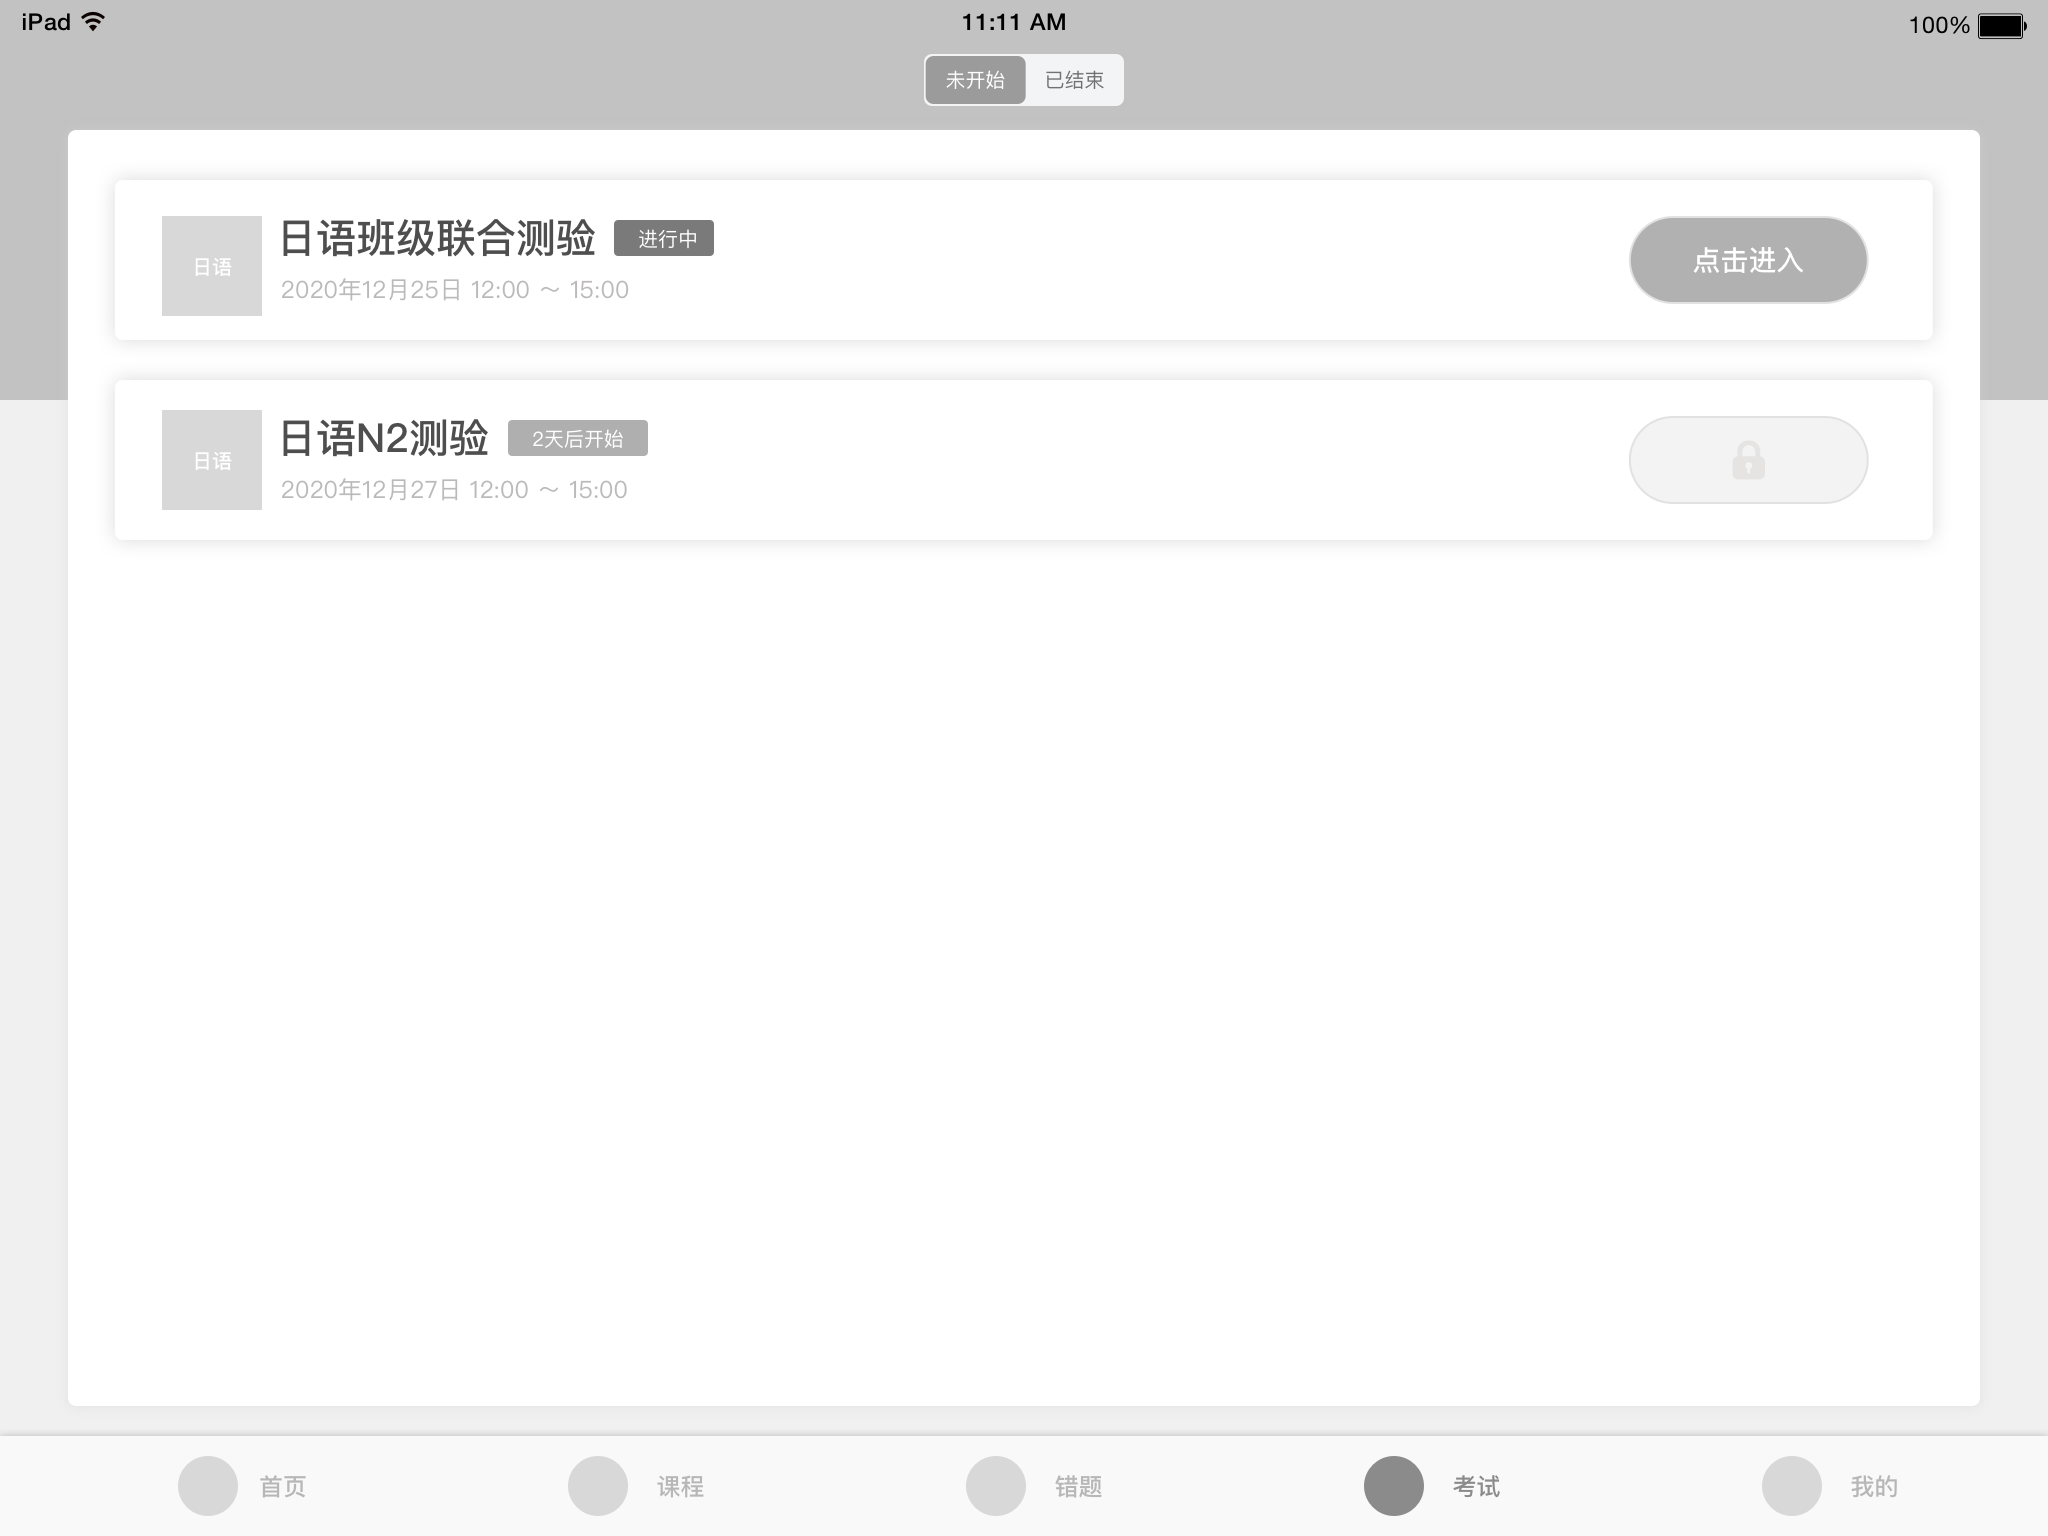 iPad
11:11 AM
100%
未开始
已结束
日语
日语班级联合测验
进行中
2020年12月25日 12:00 ～ 15:00
点击进入
日语
日语N2测验
2天后开始
2020年12月27日 12:00 ～ 15:00
首页
课程
错题
考试
我的